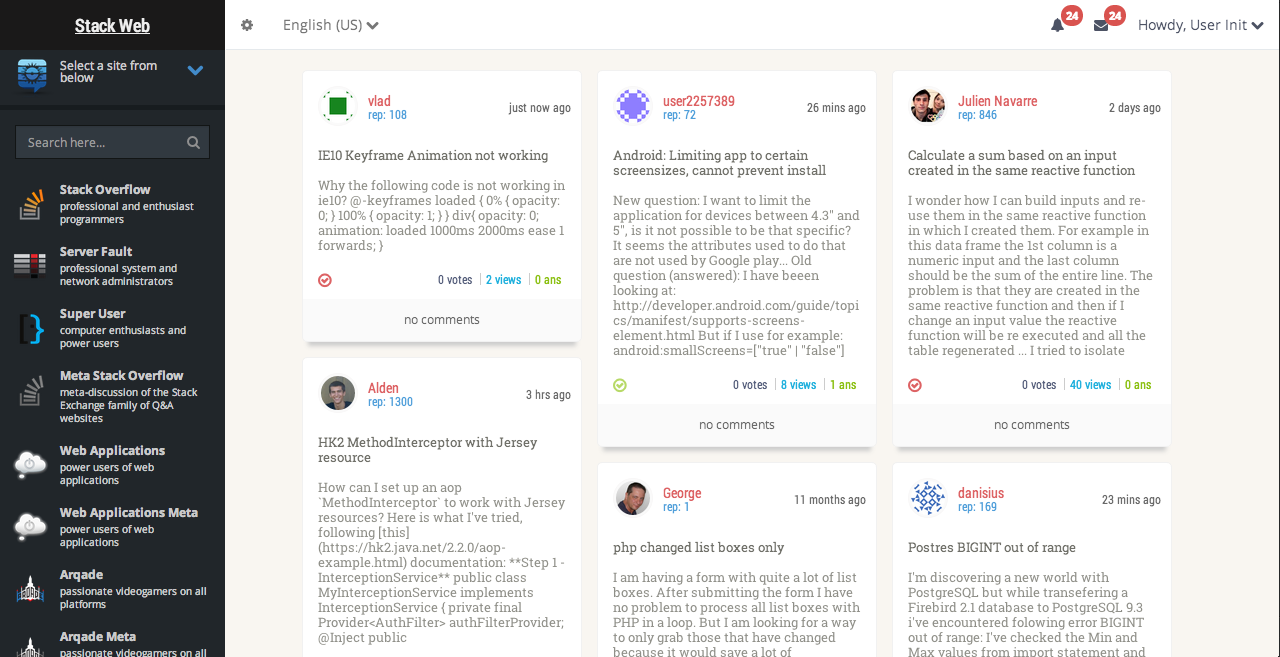 Stack Web
English (US)
24
24
Howdy, User Init
Select a site from
below
Search here...
Stack Overflow
professional and enthusiast
programmers
Server Fault
professional system and
network administrators
Super User
computer enthusiasts and
power users
Meta Stack Overflow
meta-discussion of the Stack
Exchange family of Q&A
websites
Web Applications
power users of web
applications
Web Applications Meta
power users of web
applications
Arqade
passionate videogamers on all
platforms
Arqade Meta
passionate videogamers on all
vlad
rep: 108
just now ago
IE10 Keyframe Animation not working
Why the following code is not working in
ie10? @-keyframes loaded { 0% { opacity:
0; } 100% { opacity: 1; } } div{ opacity: 0;
animation: loaded 1000ms 2000ms ease 1
forwards; }
0 votes 2 views 0 ans
no comments
Alden
rep: 1300
3 hrs ago
HK2 MethodInterceptor with Jersey
resource
How can I set up an aop
`MethodInterceptor` to work with Jersey
resources? Here is what I've tried,
following [this]
(https://hk2.java.net/2.2.0/aop-
example.html) documentation: **Step 1 -
InterceptionService** public class
MyInterceptionService implements
InterceptionService { private final
Provider<AuthFilter> authFilterProvider;
@Inject public
user2257389
rep: 72
26 mins ago
Android: Limiting app to certain
screensizes, cannot prevent install
New question: I want to limit the
application for devices between 4.3" and
5", is it not possible to be that specific?
It seems the attributes used to do that
are not used by Google play... Old
question (answered): I have beeen
looking at:
http://developer.android.com/guide/topi
cs/manifest/supports-screens-
element.html But if I use for example:
android:smallScreens=["true" | "false"]
0 votes 8 views 1 ans
no comments
George
rep: 1
11 months ago
php changed list boxes only
I am having a form with quite a lot of list
boxes. After submitting the form I have
no problem to process all list boxes with
PHP in a loop. But I am looking for a way
to only grab those that have changed
because it would save a lot of
Julien Navarre
rep: 846
2 days ago
Calculate a sum based on an input
created in the same reactive function
I wonder how I can build inputs and re-
use them in the same reactive function
in which I created them. For example in
this data frame the 1st column is a
numeric input and the last column
should be the sum of the entire line. The
problem is that they are created in the
same reactive function and then if I
change an input value the reactive
function will be re executed and all the
table regenerated ... I tried to isolate
0 votes 40 views 0 ans
no comments
danisius
rep: 169
23 mins ago
Postres BIGINT out of range
I'm discovering a new world with
PostgreSQL but while transefering a
Firebird 2.1 database to PostgreSQL 9.3
i've encountered folowing error BIGINT
out of range: I've checked the Min and
Max values from import statement and